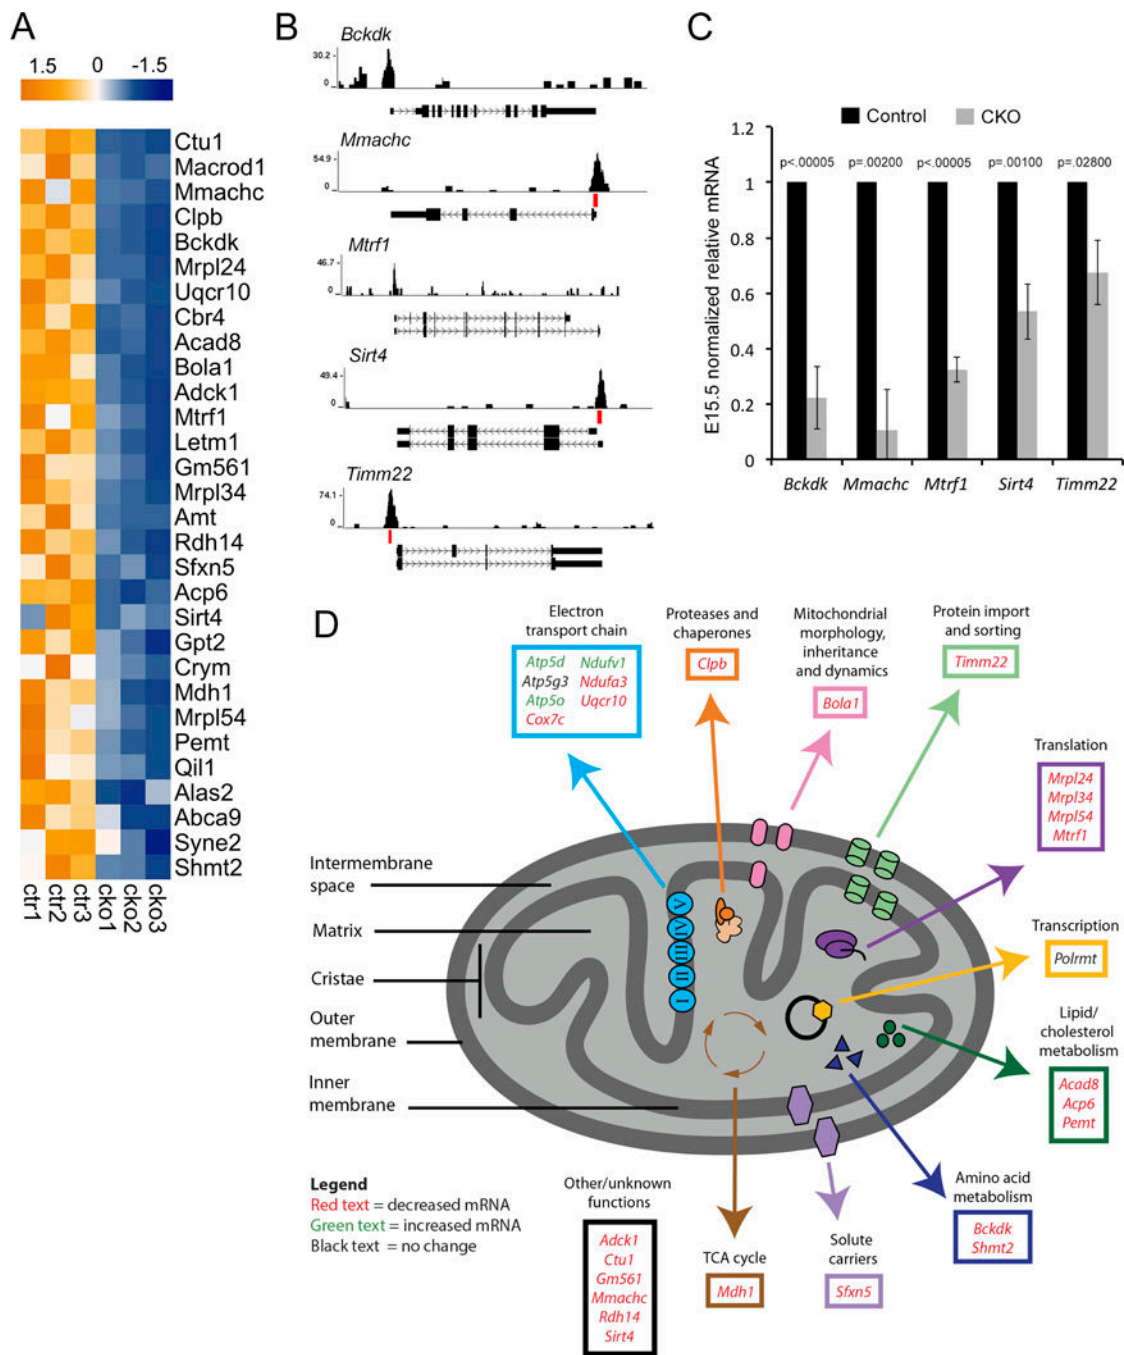 A
1.5 0 -1.5
Ctu1
Macrod1
Mmachc
Clpb
Bckdk
Mrpl24
Uqcr10
Cbr4
Acad8
Bola1
Adck1
Mtrf1
Letm1
Gm561
Mrpl34
Amt
Rdh14
Sfxn5
Acp6
Sirt4
Gpt2
Crym
Mdh1
Mrpl54
Pemt
Qil1
Alas2
Abca9
Syne2
Shmt2
ctr1 ctr2 ctr3 cko1 cko2 cko3
B
Bckdk
30.2
0
Mmachc
54.9
0
Mtrf1
46.7
0
Sirt4
49.4
0
Timm22
74.1
0
C
Control CKO
E15.5 normalized relative mRNA
1.2
1
0.8
0.6
0.4
0.2
0
p<.00005 p=.00200 p<.00005 p=.00100 p=.02800
Bckdk Mmachc Mtrf1 Sirt4 Timm22
D
Electron
transport chain
Atp5d Ndufv1
Atp5g3 Ndufa3
Atp5o Uqcr10
Cox7c
Proteases and
chaperones
Clpb
Mitochondrial
morphology,
inheritance
and dynamics
Bola1
Protein import
and sorting
Timm22
Translation
Mrpl24
Mrpl34
Mrpl54
Mtrf1
Transcription
Polrmt
Lipid/
cholesterol
metabolism
Acad8
Acp6
Pemt
Amino acid
metabolism
Bckdk
Shmt2
Solute
carriers
Sfxn5
TCA cycle
Mdh1
Other/unknown
functions
Adck1
Ctu1
Gm561
Mmachc
Rdh14
Sirt4
Intermembrane
space
Matrix
Cristae
Outer
membrane
Inner
membrane
I II III IV V
Legend
Red text = decreased mRNA
Green text = increased mRNA
Black text = no change